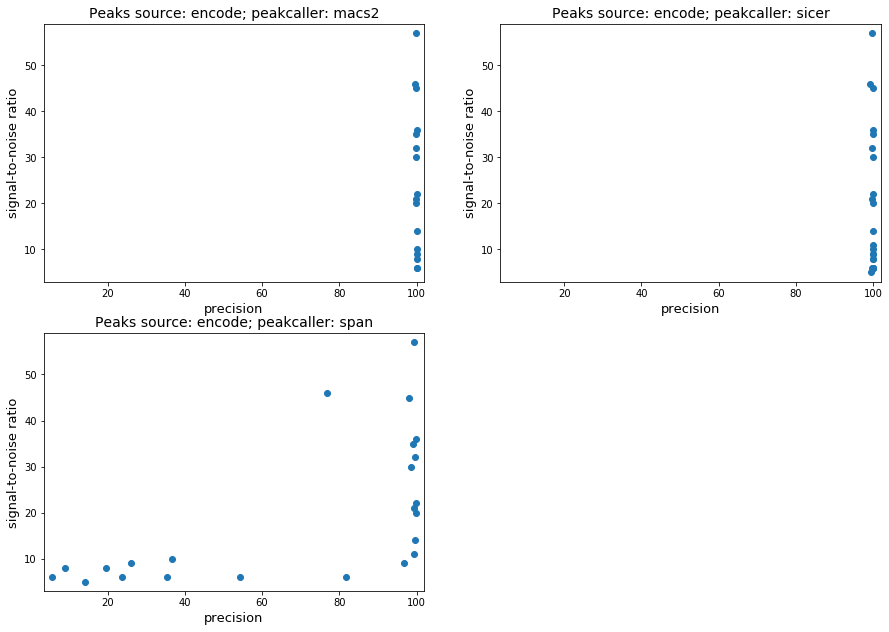 Peaks source: encode; peakcaller: macs2
signal-to-noise ratio
50
40
30
20
10
20 40 60 80 100
precision
Peaks source: encode; peakcaller: sicer
signal-to-noise ratio
50
40
30
20
10
20 40 60 80 100
precision
Peaks source: encode; peakcaller: span
signal-to-noise ratio
50
40
30
20
10
20 40 60 80 100
precision